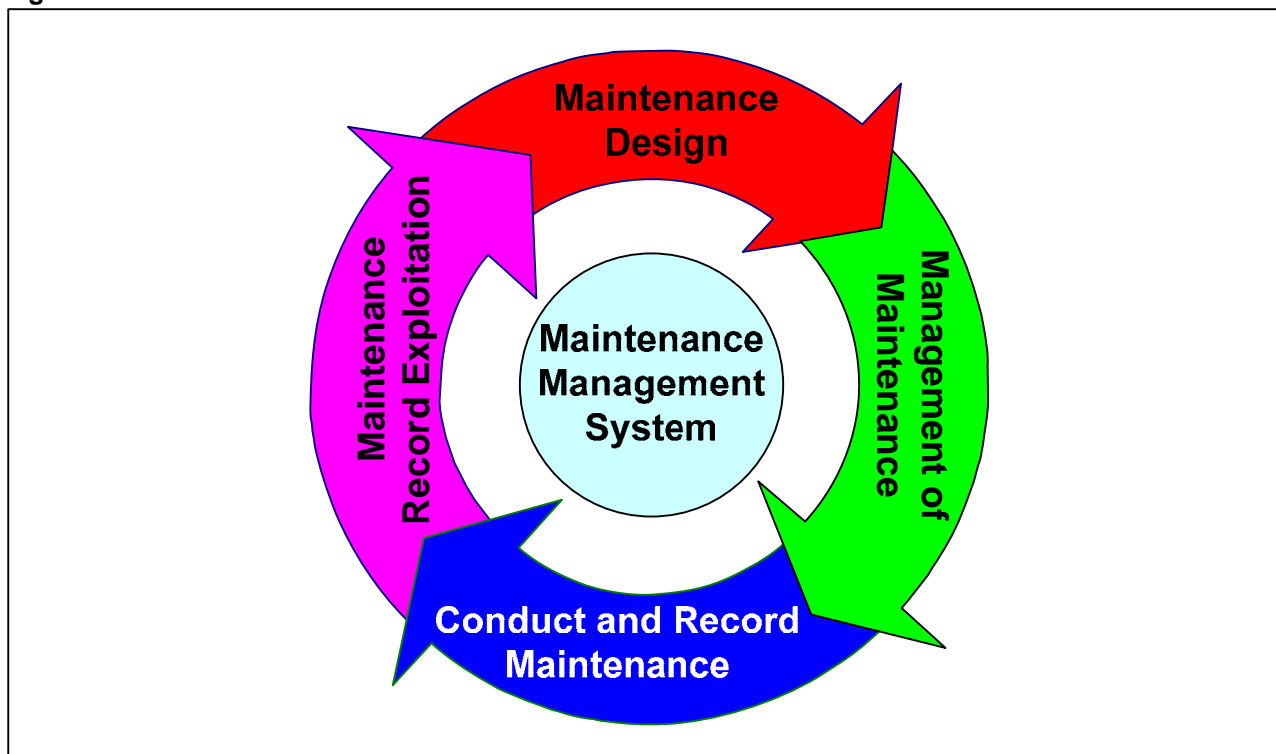 Maintenance
Design
Management of
Maintenance
Conduct and Record
Maintenance
Maintenance
Record Exploitation
Maintenance
Management
System